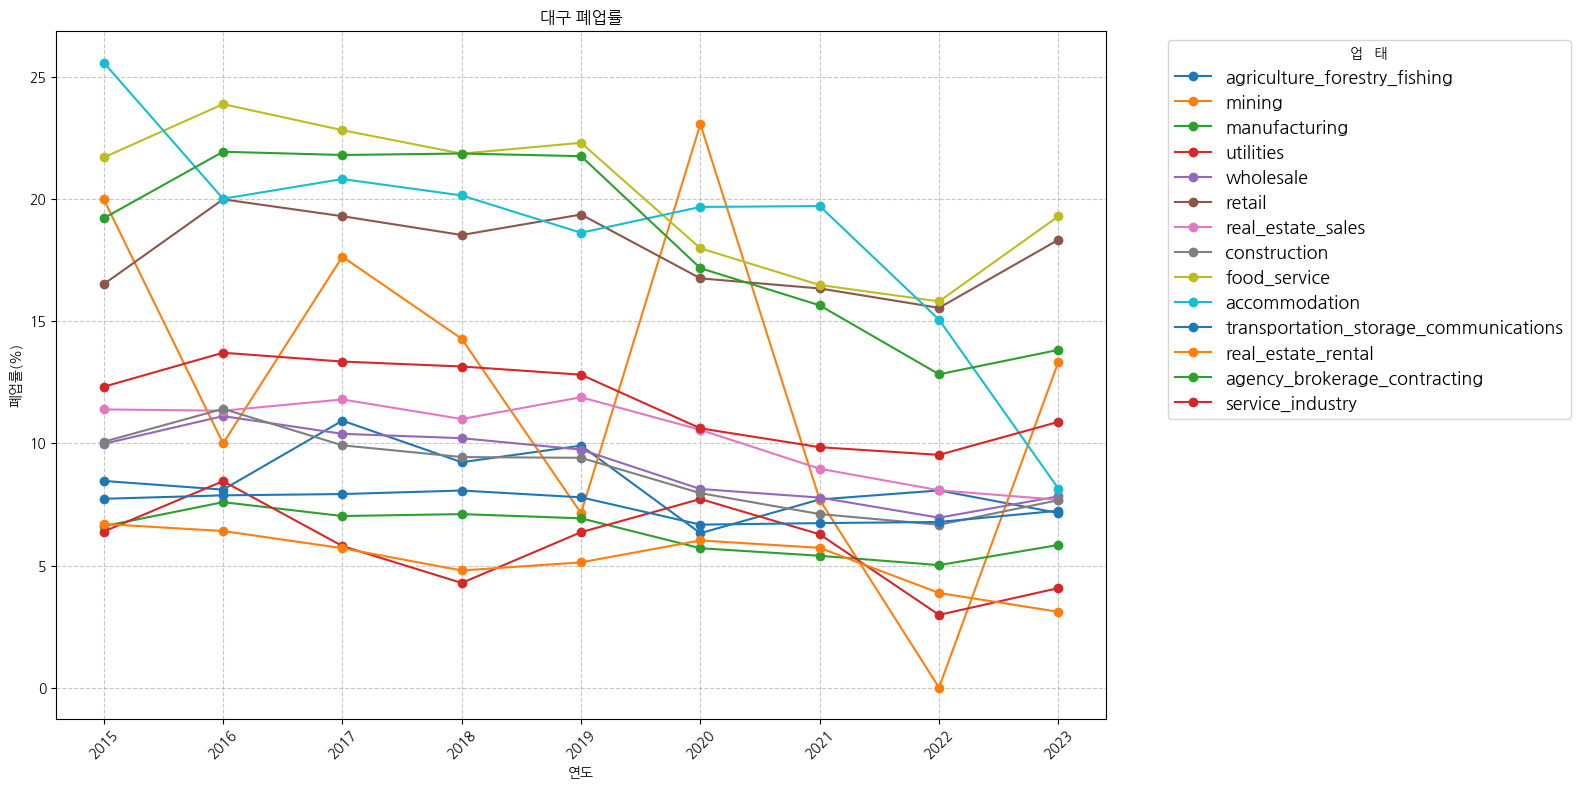 대구 폐업률
폐업률(%)
25
20
15
10
5
0
2015
2016
2017
2018
2019
2020
2021
2022
2023
연도
업 태
agriculture_forestry_fishing
mining
manufacturing
utilities
wholesale
retail
real_estate_sales
construction
food_service
accommodation
transportation_storage_communications
real_estate_rental
agency_brokerage_contracting
service_industry